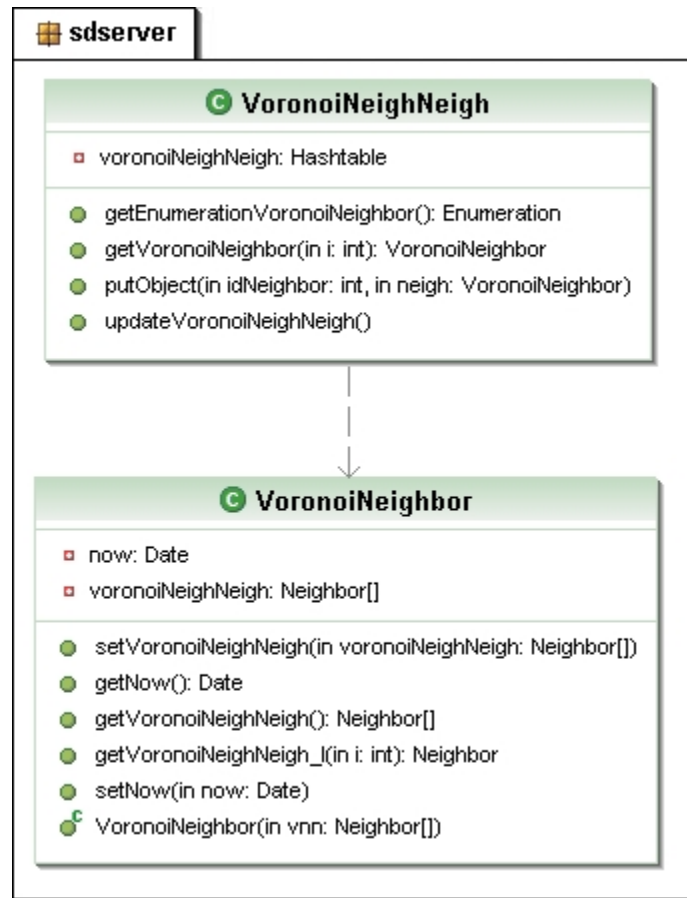 sdserver
VoronoiNeighNeigh
voronoiNeighNeigh: Hashtable
getEnumerationVoronoiNeighbor(): Enumeration
getVoronoiNeighbor(in i: int): VoronoiNeighbor
putObject(in idNeighbor: int, in neigh: VoronoiNeighbor)
updateVoronoiNeighNeigh()
VoronoiNeighbor
now: Date
voronoiNeighNeigh: Neighbor[]
setVoronoiNeighNeigh(in voronoiNeighNeigh: Neighbor[])
getNow(): Date
getVoronoiNeighNeigh(): Neighbor[]
getVoronoiNeighNeigh_I(in i: int): Neighbor
setNow(in now: Date)
VoronoiNeighbor(in vnn: Neighbor[])